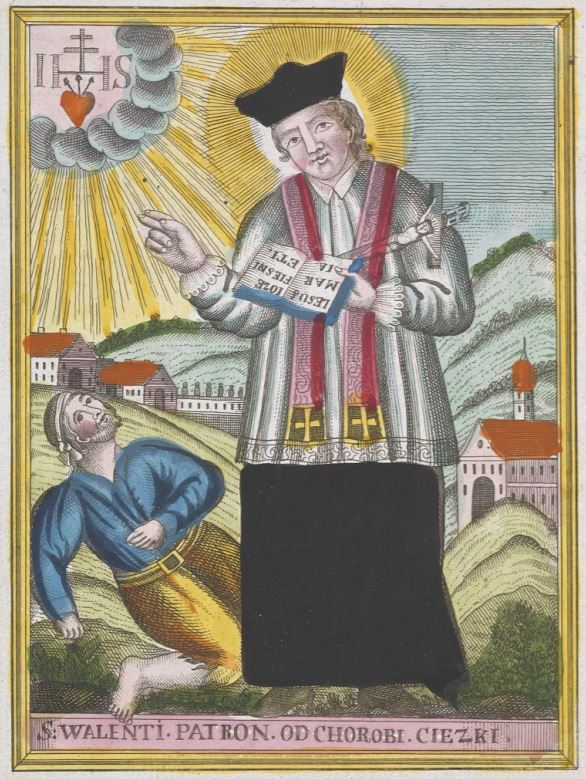 IHS
S: WALENTI. PATRON. OD CHOROBI. CIEZKI.